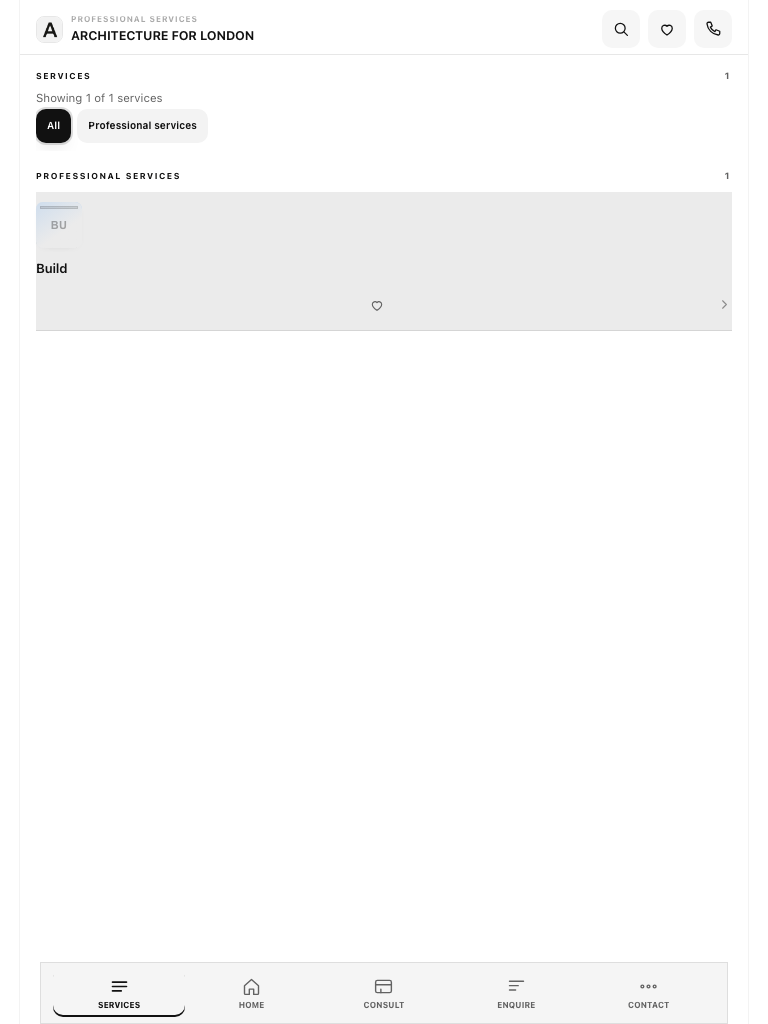 A
PROFESSIONAL SERVICES
ARCHITECTURE FOR LONDON
SERVICES 1
Showing 1 of 1 services
All Professional services
PROFESSIONAL SERVICES 1
BU
Build
SERVICES HOME CONSULT ENQUIRE CONTACT